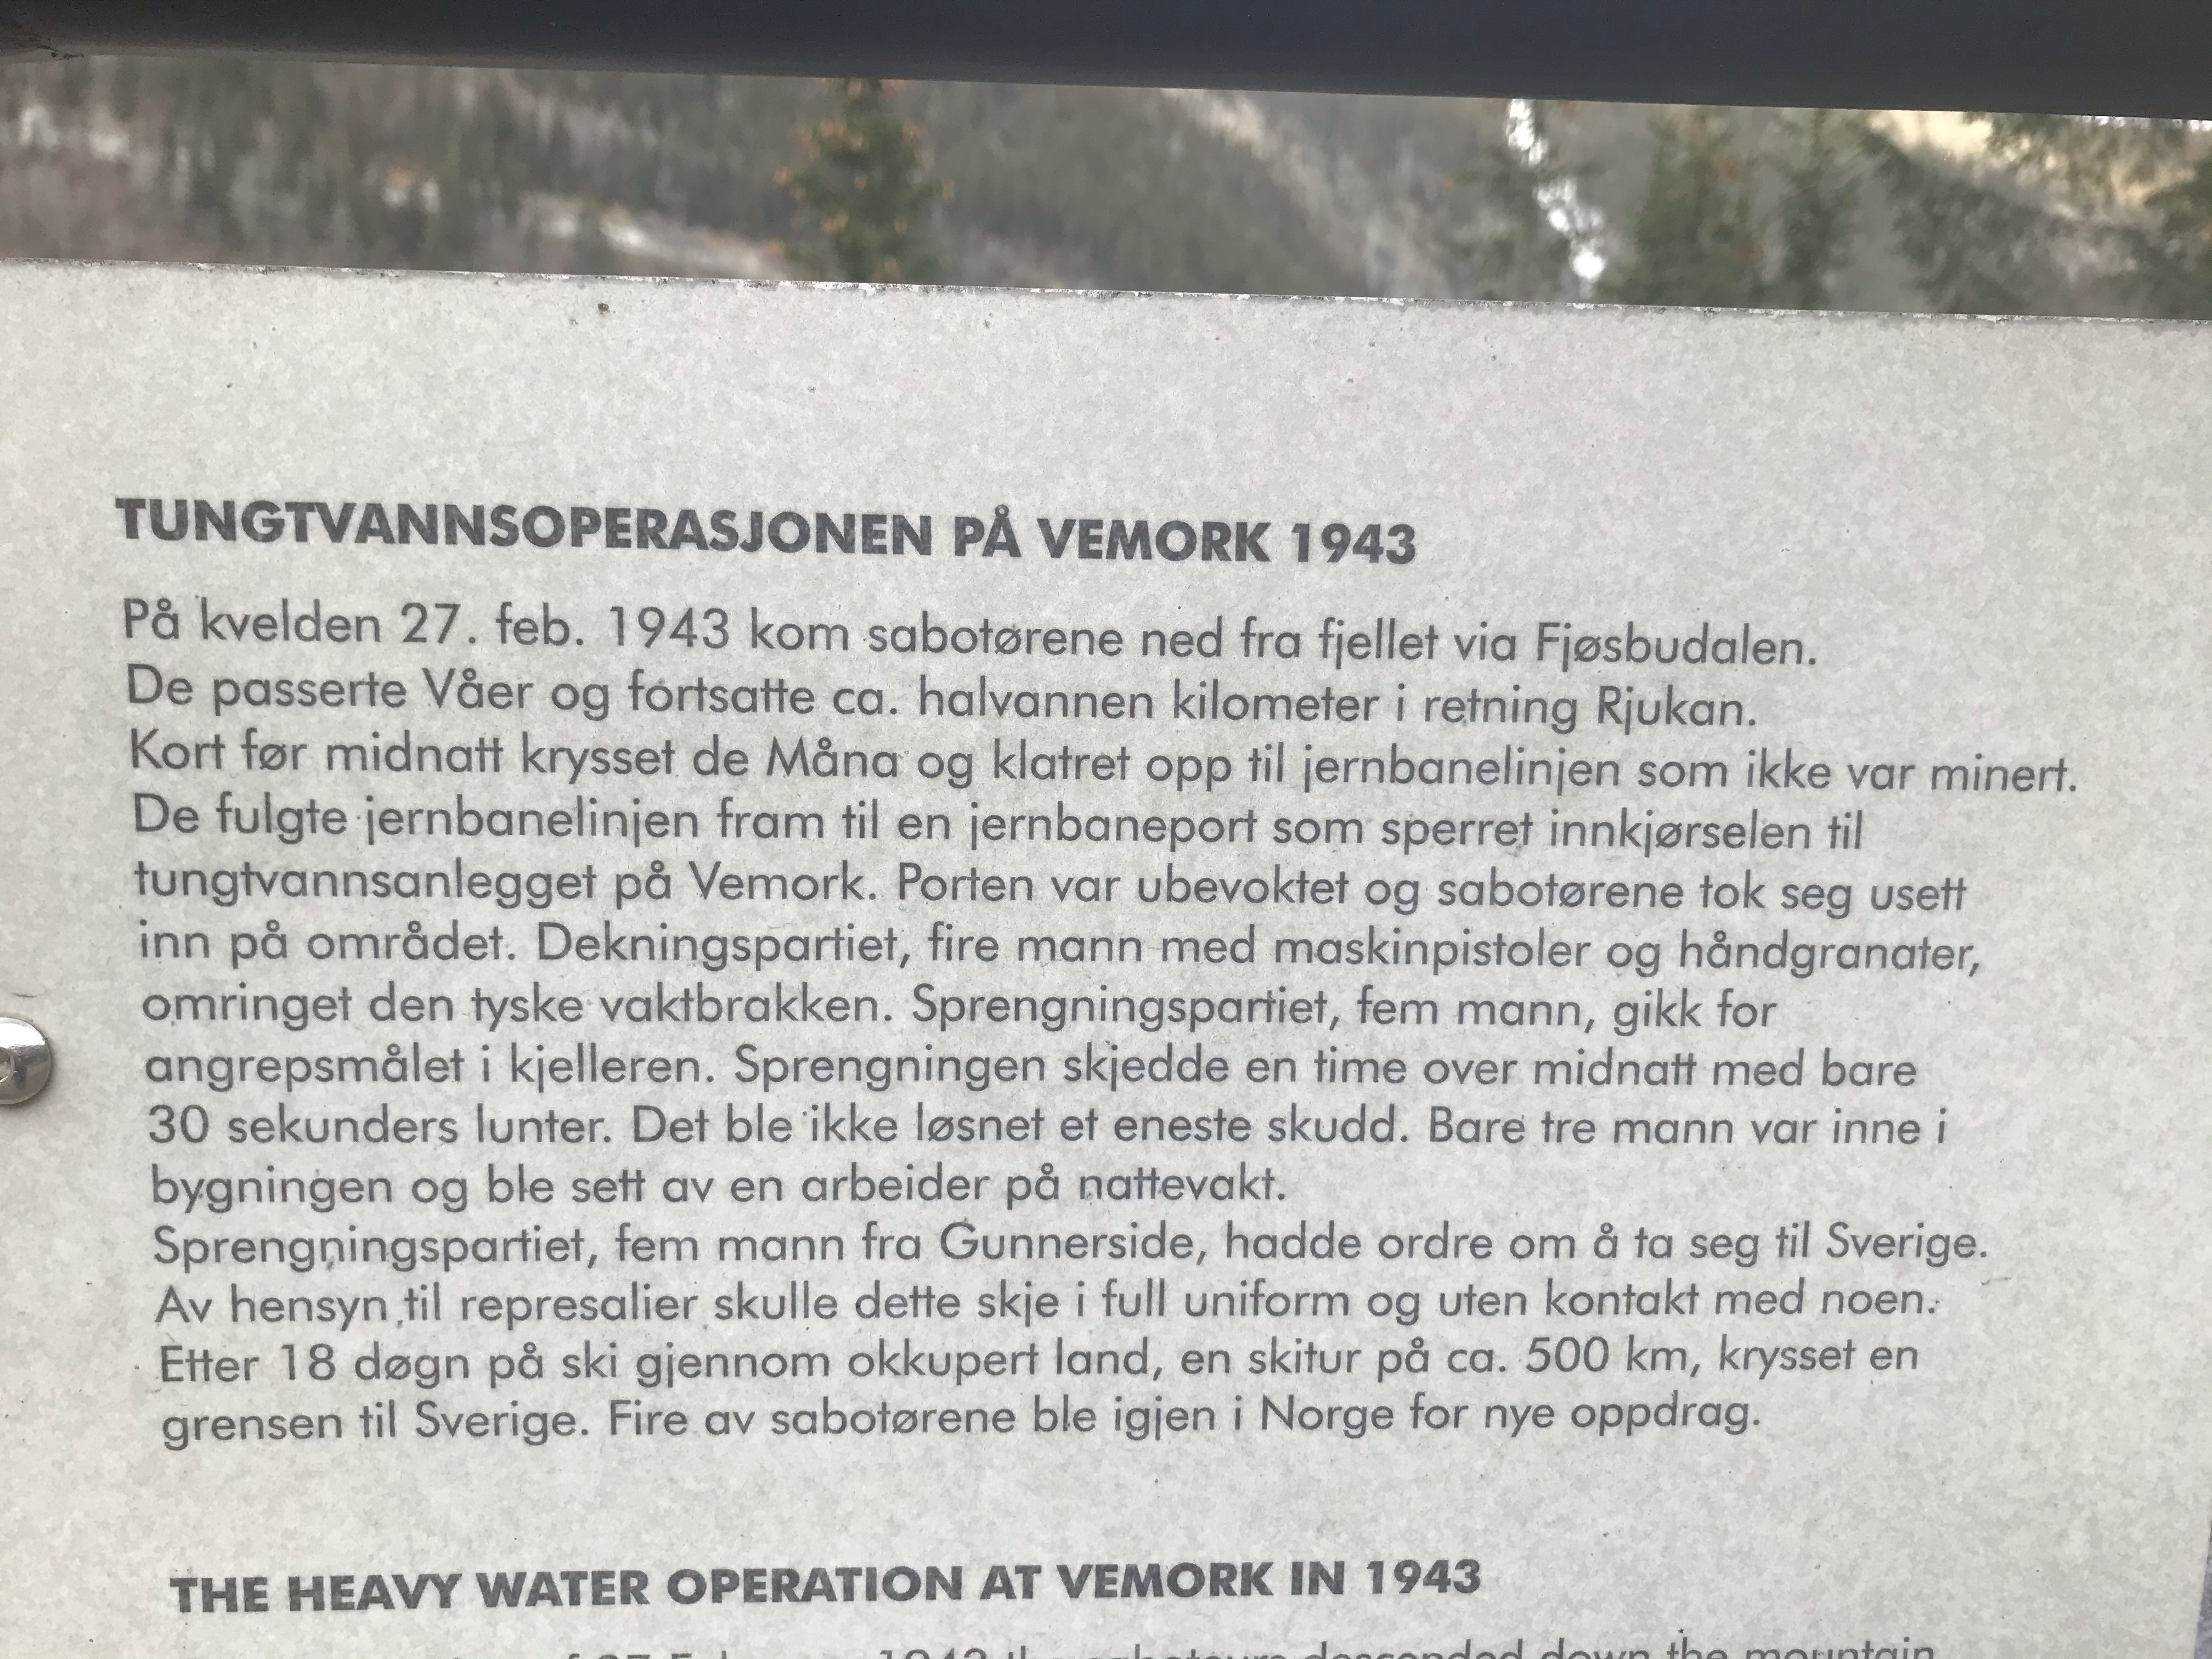 TUNGTVANNSOPERASJONEN PÅ VEMORK 1943
På kvelden 27. feb. 1943 kom sabotørene ned fra fjellet via Fjøsbudalen.
De passerte Våer og fortsatte ca. halvannen kilometer i retning Rjukan.
Kort før midnatt krysset de Måna og klatret opp til jernbanelinjen som ikke var minert.
De fulgte jernbanelinjen fram til en jernbaneport som sperret innkjørselen til
tungtvannsanlegget på Vemork. Porten var ubevoktet og sabotørene tok seg usett
inn på området. Dekningspartiet, fire mann med maskinpistoler og håndgranater,
omringet den tyske vaktbrakken. Sprengningspartiet, fem mann, gikk for
angrepsmålet i kjelleren. Sprengningen skjedde en time over midnatt med bare
30 sekunders lunter. Det ble ikke løsnet et eneste skudd. Bare tre mann var inne i
bygningen og ble sett av en arbeider på nattevakt.
Sprengningspartiet, fem mann fra Gunnerside, hadde ordre om å ta seg til Sverige.
Av hensyn til represalier skulle dette skje i full uniform og uten kontakt med noen.
Etter 18 døgn på ski gjennom okkupert land, en skitur på ca. 500 km, krysset en
grensen til Sverige. Fire av sabotørene ble igjen i Norge for nye oppdrag.
THE HEAVY WATER OPERATION AT VEMORK IN 1943
1943 the saboteurs descended down the mountain